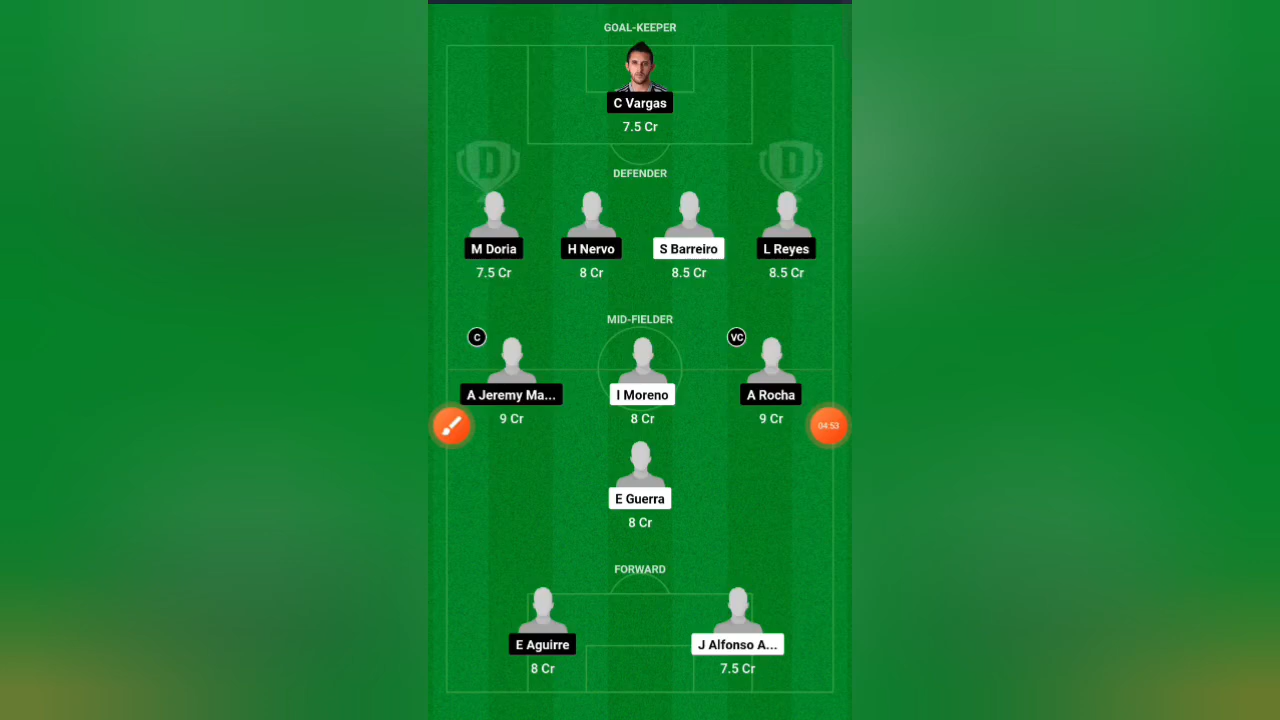 GOAL-KEEPER
C Vargas
7.5 Cr
D D
DEFENDER
M Doria H Nervo S Barreiro L Reyes
7.5 Cr 8 Cr 8.5 Cr 8.5 Cr
MID-FIELDER
C VC
A Jeremy Ma... I Moreno A Rocha
9 Cr 8 Cr 9 Cr
04:53
E Guerra
8 Cr
FORWARD
E Aguirre J Alfonso A...
8 Cr 7.5 Cr